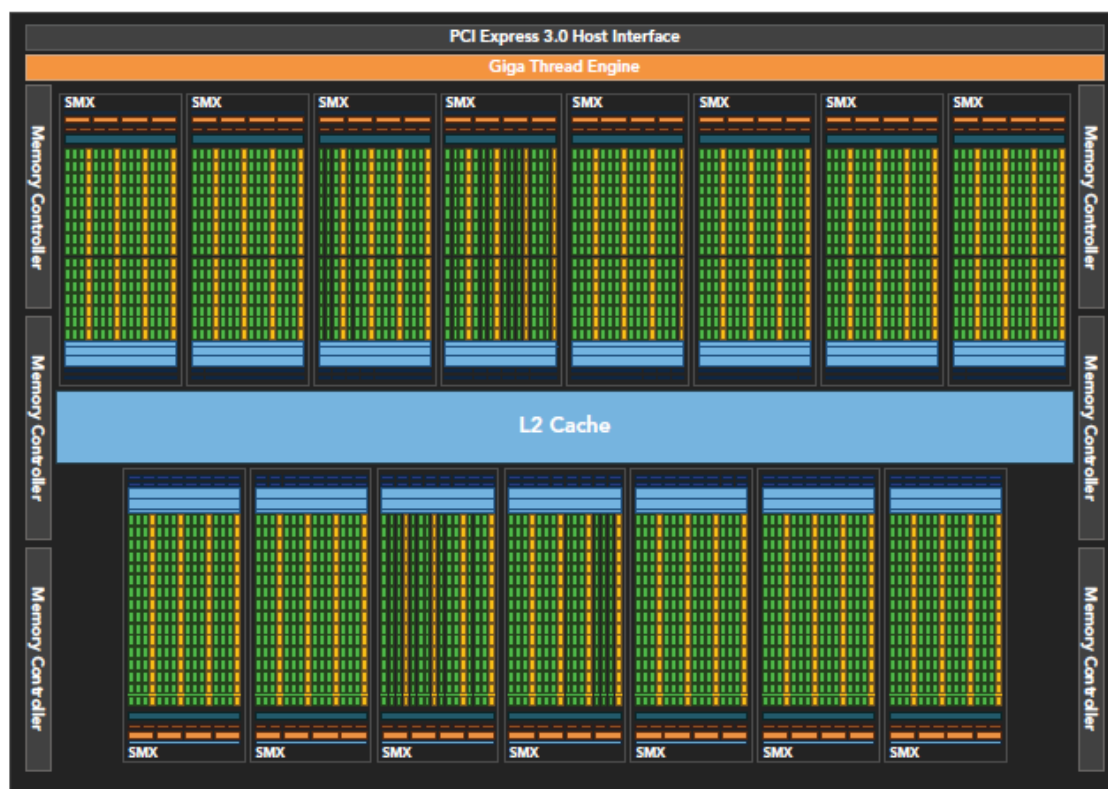 PCI Express 3.0 Host Interface
Giga Thread Engine
SMX SMX SMX SMX SMX SMX SMX SMX
Memory Controller
Memory Controller
Memory Controller
L2 Cache
Memory Controller
Memory Controller
Memory Controller
SMX SMX SMX SMX SMX SMX SMX